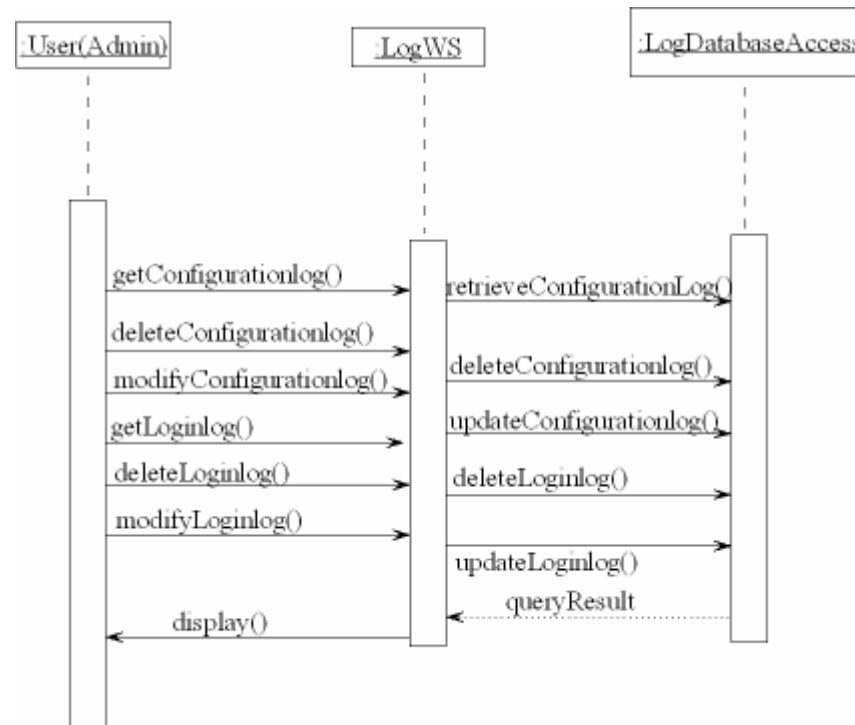 :User(Admin)
:LogWS
:LogDatabaseAccess
getConfigurationlog()
retrieveConfigurationLog()
deleteConfigurationlog()
deleteConfigurationlog()
modifyConfigurationlog()
updateConfigurationlog()
getLoginlog()
deleteLoginlog()
deleteLoginlog()
modifyLoginlog()
updateLoginlog()
queryResult
display()